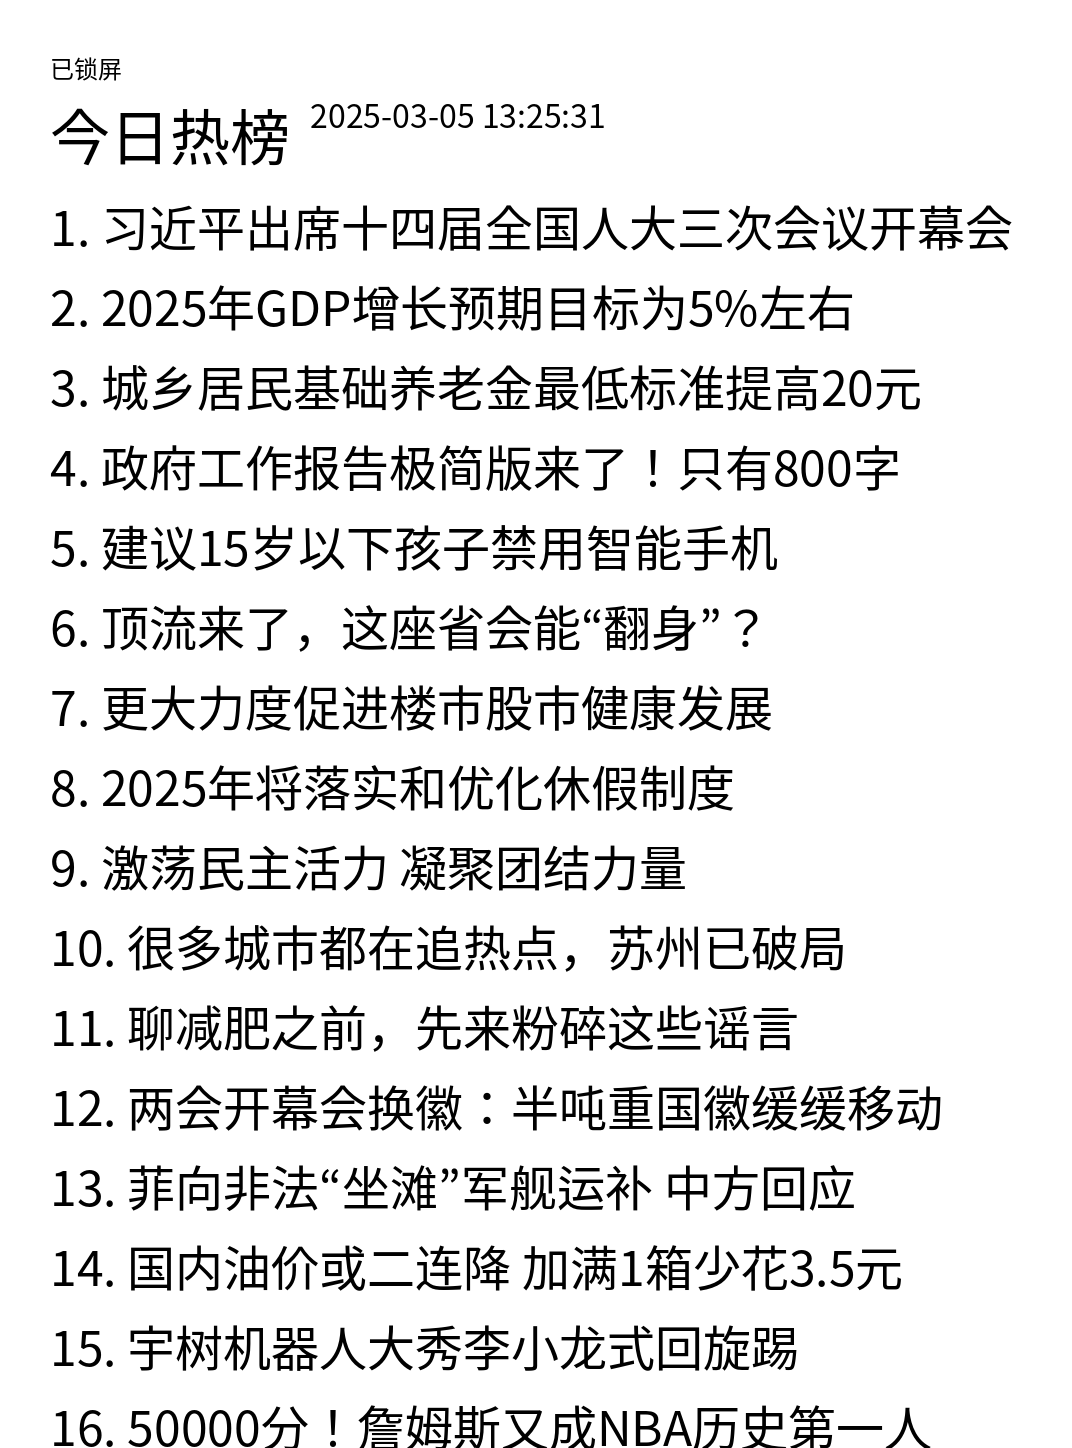 已锁屏
今日热榜 2025-03-05 13:25:31
1. 习近平出席十四届全国人大三次会议开幕会
2. 2025年GDP增长预期目标为5%左右
3. 城乡居民基础养老金最低标准提高20元
4. 政府工作报告极简版来了！只有800字
5. 建议15岁以下孩子禁用智能手机
6. 顶流来了，这座省会能“翻身”？
7. 更大力度促进楼市股市健康发展
8. 2025年将落实和优化休假制度
9. 激荡民主活力 凝聚团结力量
10. 很多城市都在追热点，苏州已破局
11. 聊减肥之前，先来粉碎这些谣言
12. 两会开幕会换徽：半吨重国徽缓缓移动
13. 菲向非法“坐滩”军舰运补 中方回应
14. 国内油价或二连降 加满1箱少花3.5元
15. 宇树机器人大秀李小龙式回旋踢
16. 50000分！詹姆斯又成NBA历史第一人